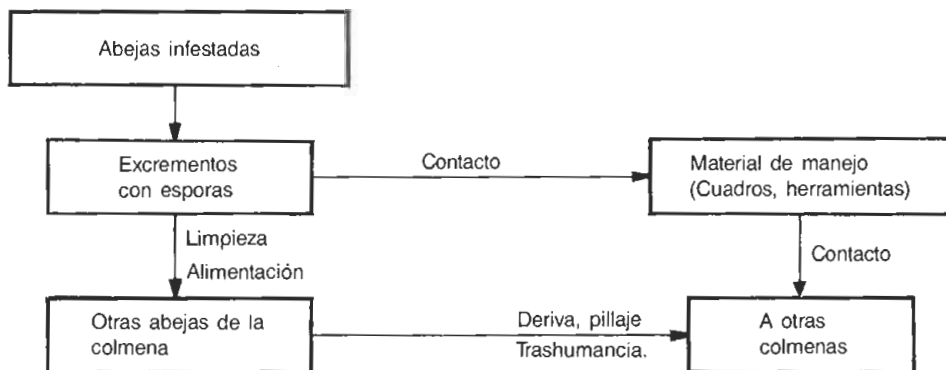 Abejas infestadas
Excrementos
con esporas
Contacto
Material de manejo
(Cuadros, herramientas)
Limpieza
Alimentación
Contacto
Otras abejas de la
colmena
Deriva, pillaje
Trashumancia.
A otras
colmenas